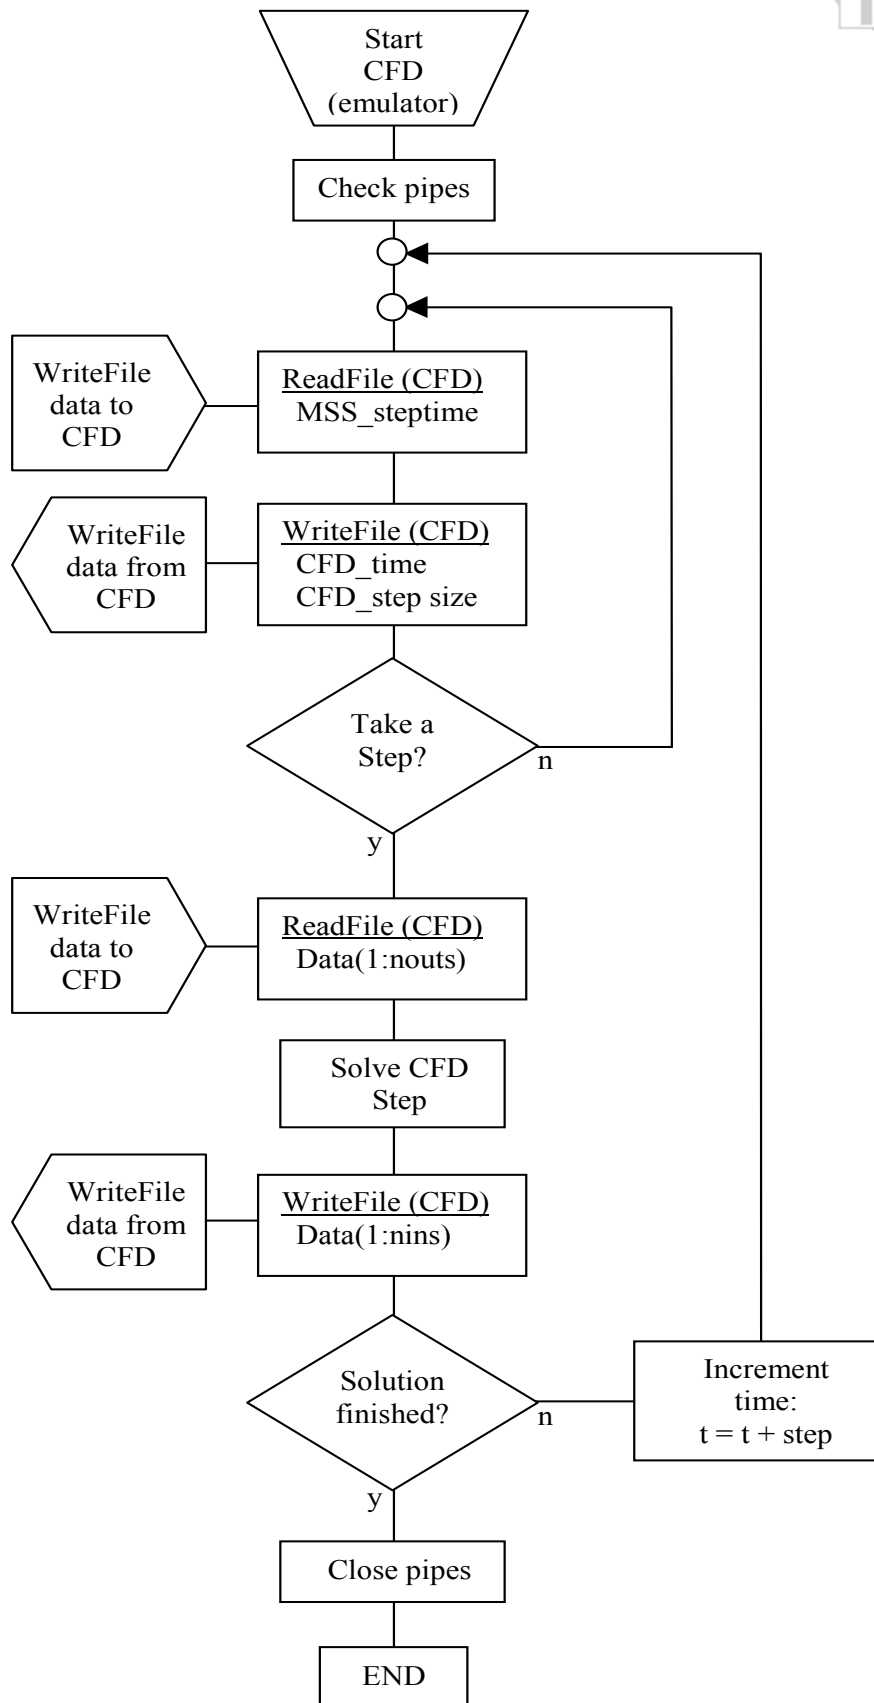 Start
CFD
(emulator)
Check pipes
WriteFile
data to
CFD
ReadFile (CFD)
MSS_steptime
WriteFile
data from
CFD
WriteFile (CFD)
CFD_time
CFD_step size
Take a
Step?
n
y
WriteFile
data to
CFD
ReadFile (CFD)
Data(1:nouts)
Solve CFD
Step
WriteFile
data from
CFD
WriteFile (CFD)
Data(1:nins)
Solution
finished?
n
Increment
time:
t = t + step
y
Close pipes
END